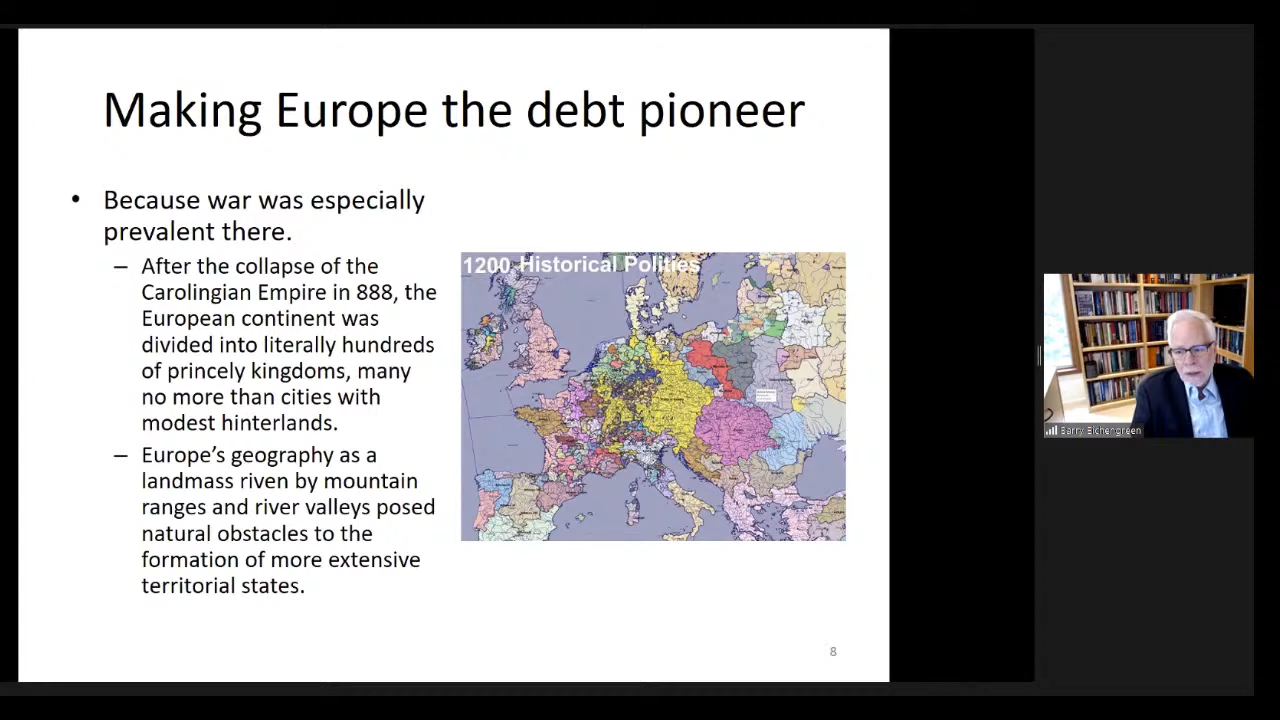 Making Europe the debt pioneer
• Because war was especially
prevalent there.
– After the collapse of the
Carolingian Empire in 888, the
European continent was
divided into literally hundreds
of princely kingdoms, many
no more than cities with
modest hinterlands.
– Europe’s geography as a
landmass riven by mountain
ranges and river valleys posed
natural obstacles to the
formation of more extensive
territorial states.
1200 Historical Polities
8
Barry Eichengreen